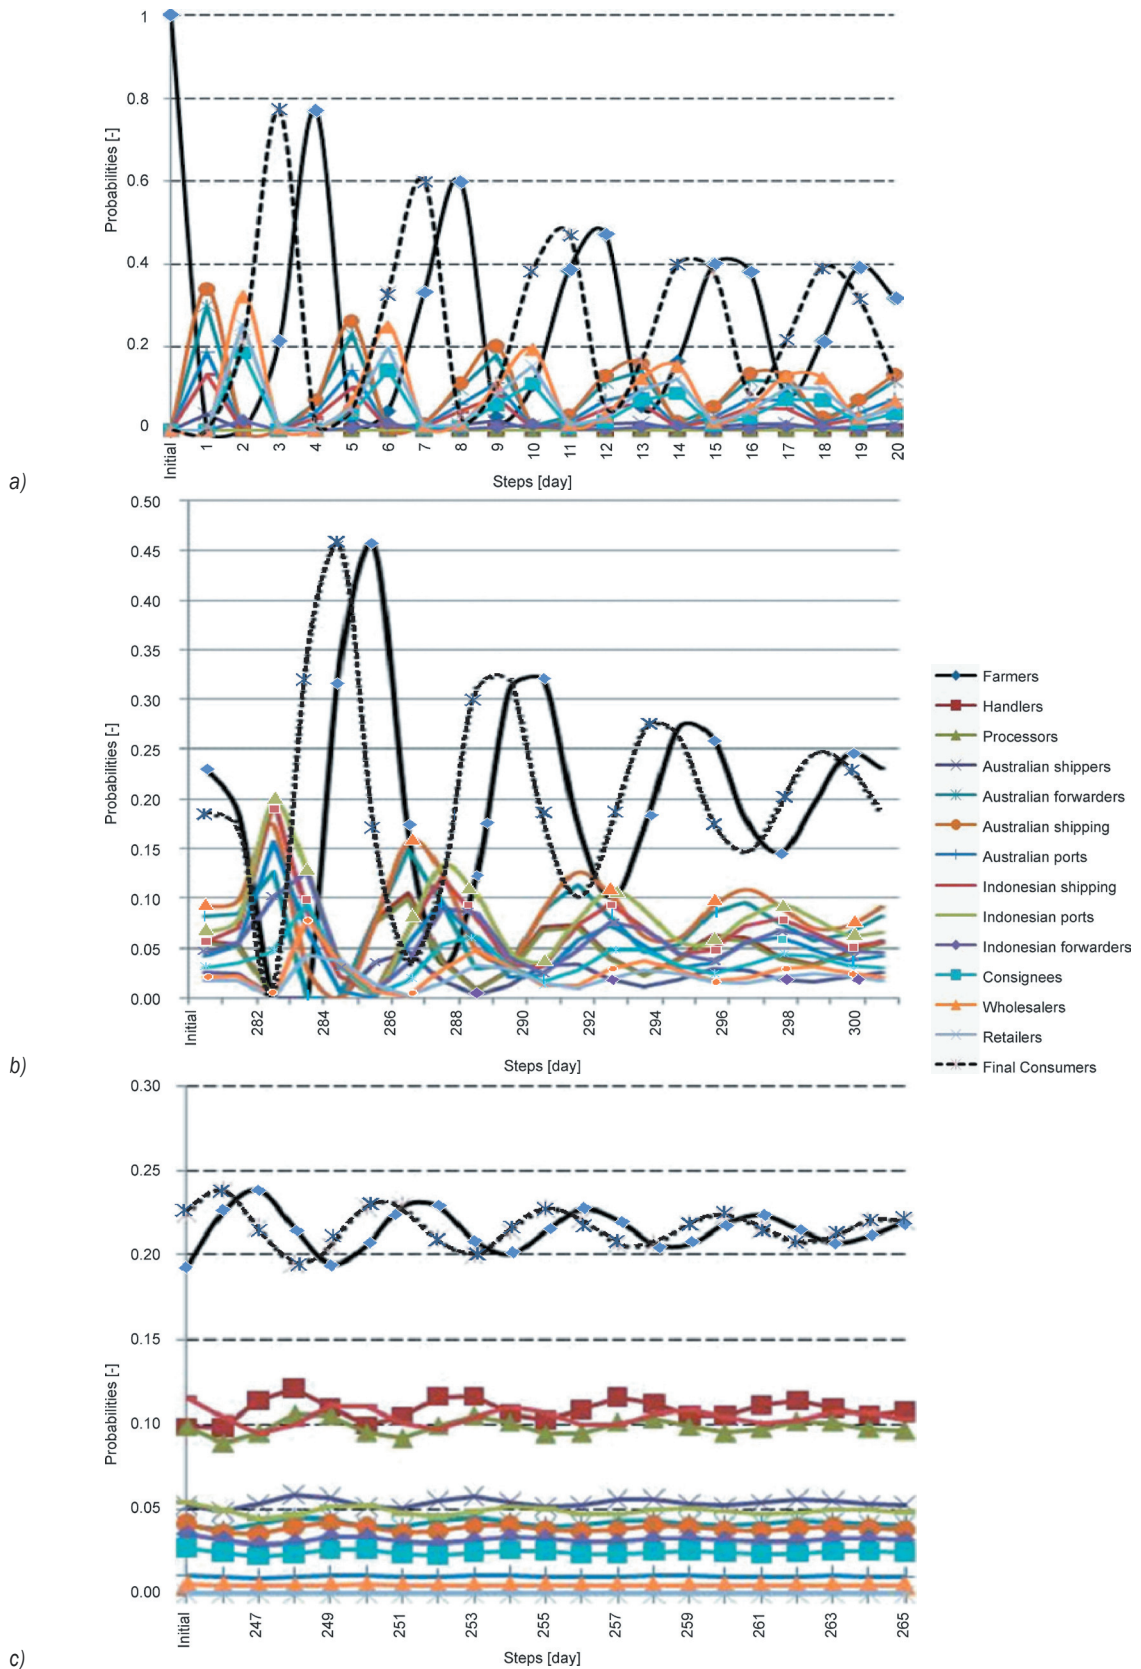 1
0.8
0.6
0.4
0.2
0
Probabilities [-]
Initial 1 2 3 4 5 6 7 8 9 10 11 12 13 14 15 16 17 18 19 20
Steps [day]
a)
0.50
0.45
0.40
0.35
0.30
0.25
0.20
0.15
0.10
0.05
0.00
Probabilities [-]
Initial 282 284 286 288 290 292 294 296 298 300
Steps [day]
b)
Farmers
Handlers
Processors
Australian shippers
Australian forwarders
Australian shipping
Australian ports
Indonesian shipping
Indonesian ports
Indonesian forwarders
Consignees
Wholesalers
Retailers
Final Consumers
0.30
0.25
0.20
0.15
0.10
0.05
0.00
Probabilities [-]
Initial 247 249 251 253 255 257 259 261 263 265
Steps [day]
c)